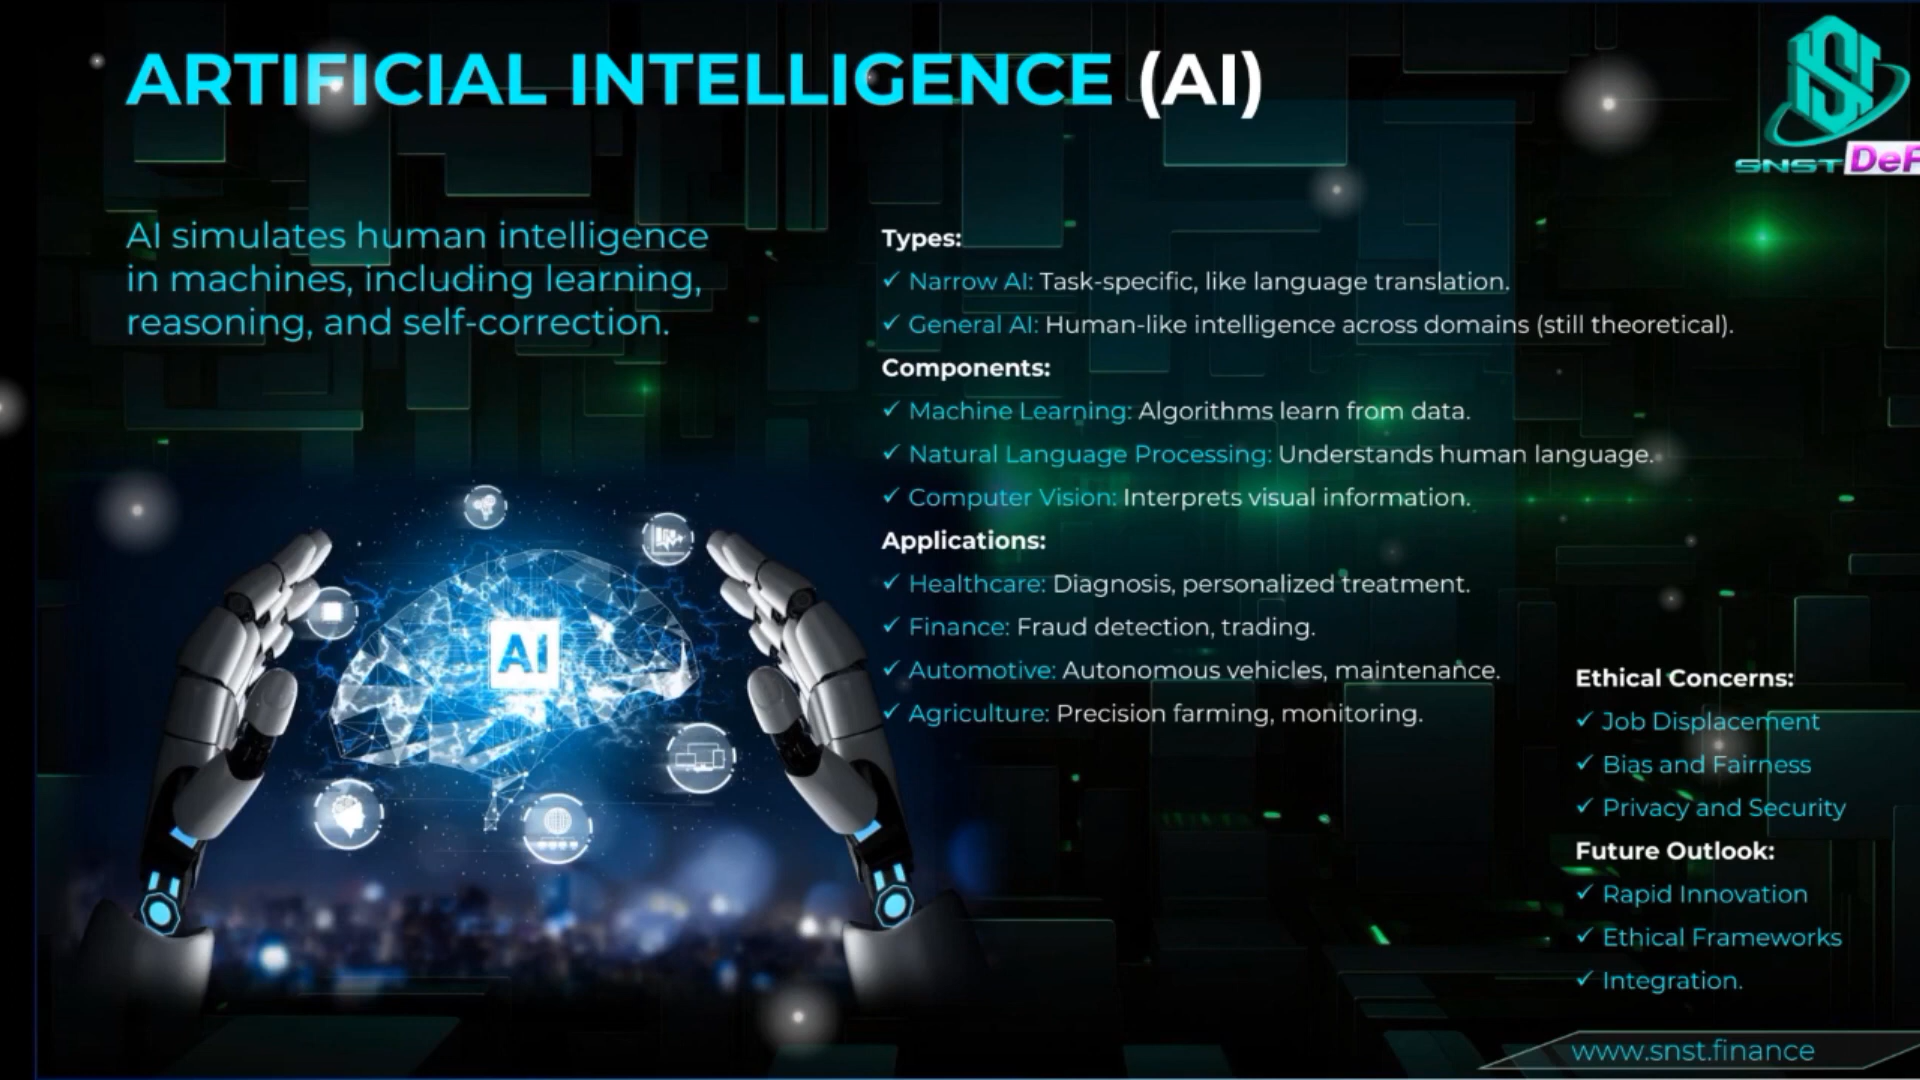 ARTIFICIAL INTELLIGENCE (AI)
SNST DeF
AI simulates human intelligence
in machines, including learning,
reasoning, and self-correction.
AI
Types:
✓ Narrow AI: Task-specific, like language translation.
✓ General AI: Human-like intelligence across domains (still theoretical).
Components:
✓ Machine Learning: Algorithms learn from data.
✓ Natural Language Processing: Understands human language.
✓ Computer Vision: Interprets visual information.
Applications:
✓ Healthcare: Diagnosis, personalized treatment.
✓ Finance: Fraud detection, trading.
✓ Automotive: Autonomous vehicles, maintenance.
✓ Agriculture: Precision farming, monitoring.
Ethical Concerns:
✓ Job Displacement
✓ Bias and Fairness
✓ Privacy and Security
Future Outlook:
✓ Rapid Innovation
✓ Ethical Frameworks
✓ Integration.
www.snst.finance